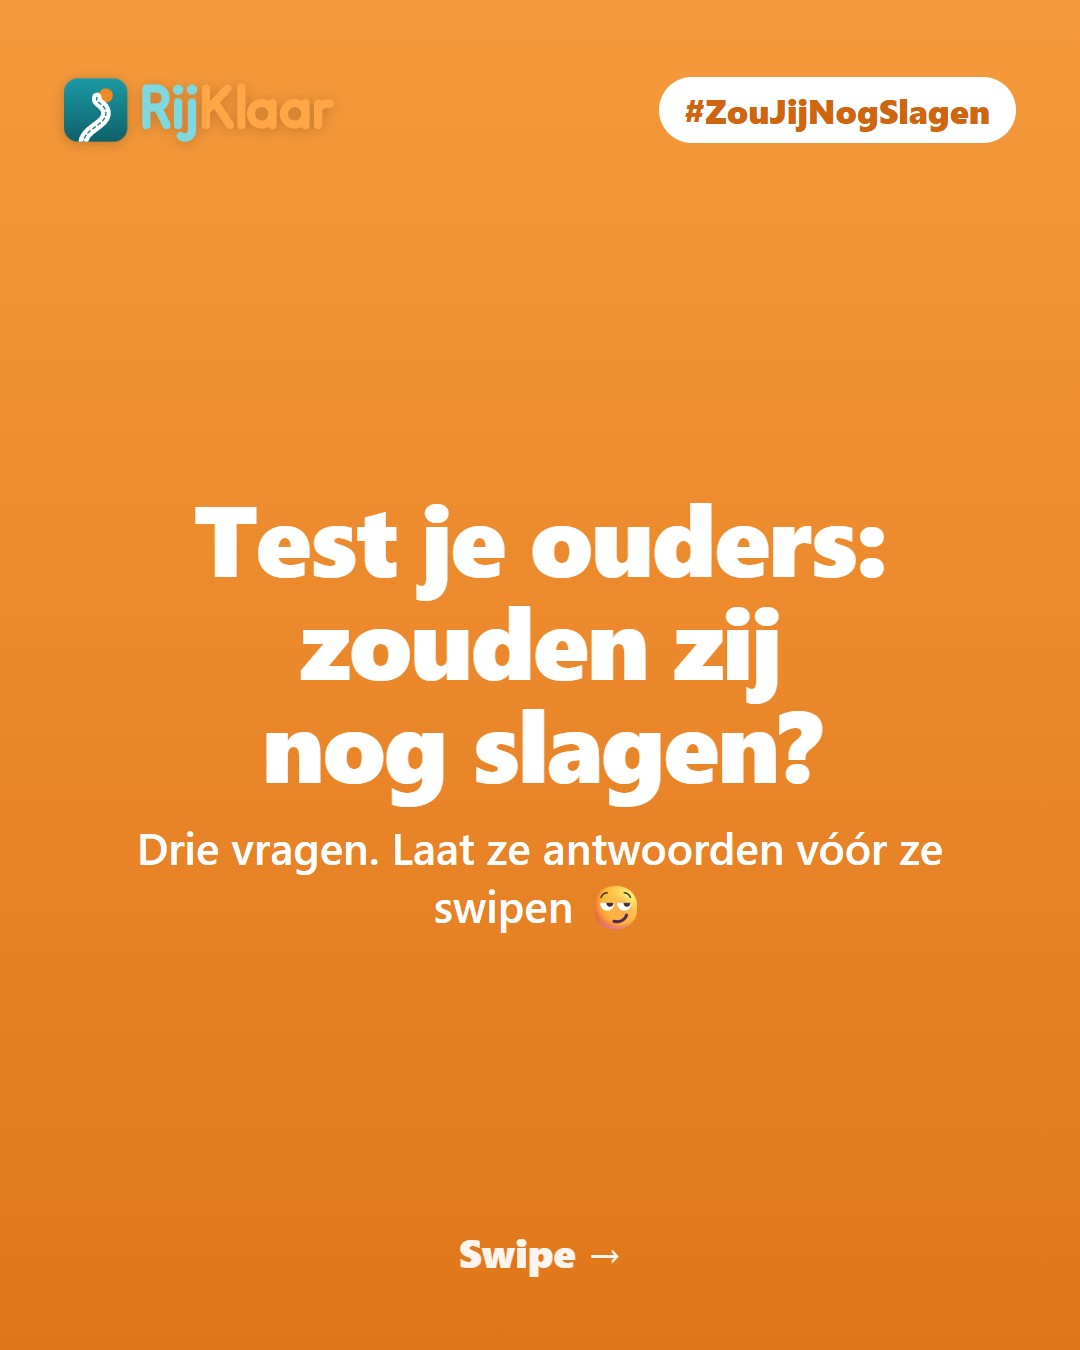 RijKlaar
#ZouJijNogSlagen
Test je ouders:
zouden zij
nog slagen?
Drie vragen. Laat ze antwoorden vóór ze
swipen 😏
Swipe →